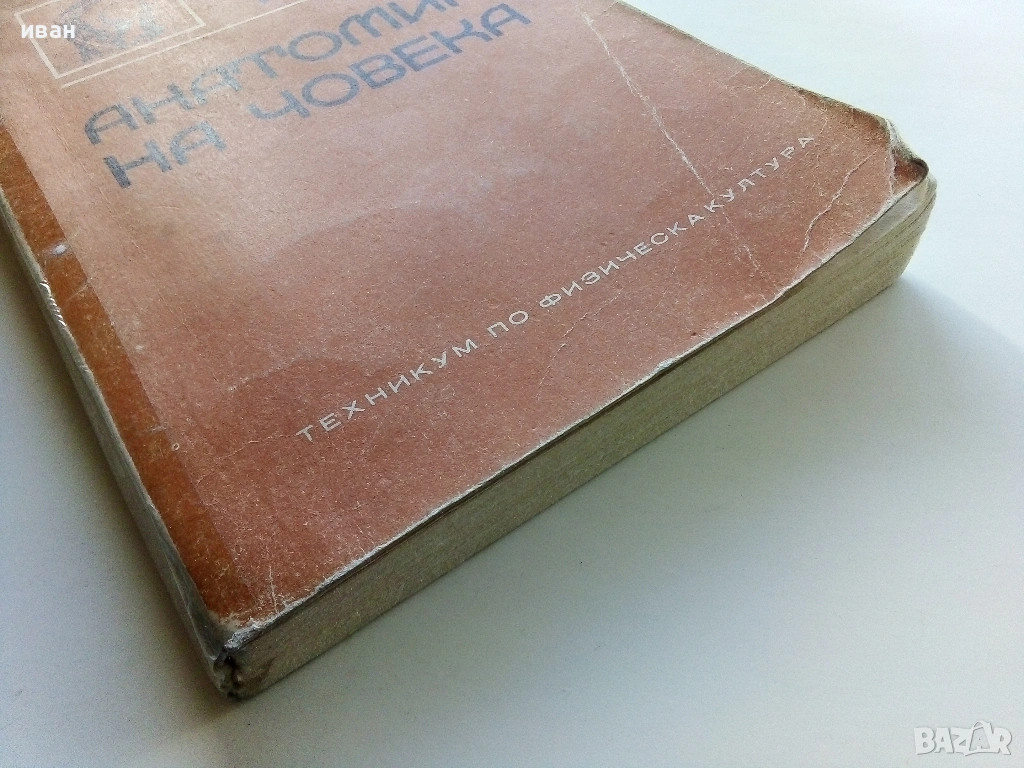 иван
АНАТОМИЯ
НА ЧОВЕКА
ТЕХНИКУМ ПО ФИЗИЧЕСКА КУЛТУРА
BAZAR